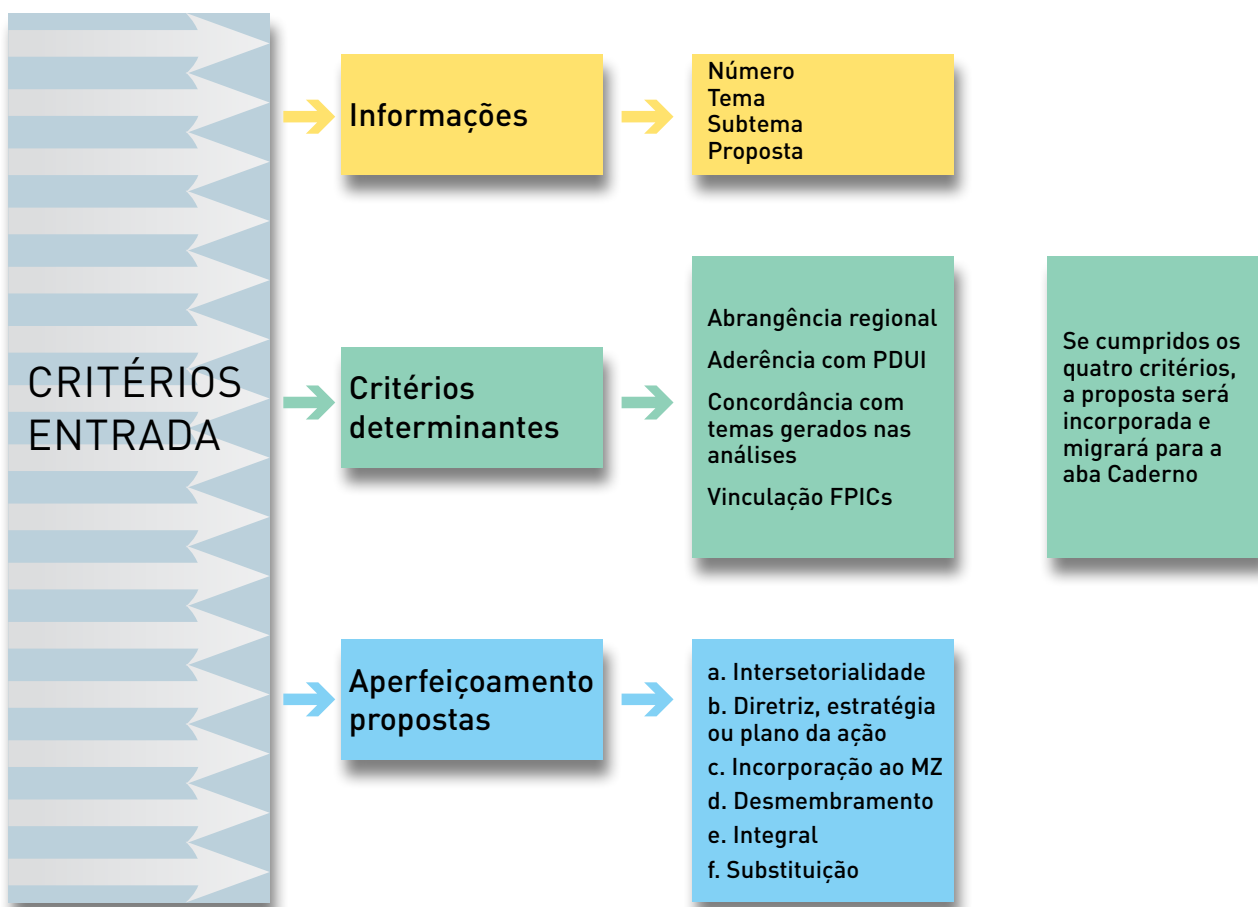 CRITÉRIOS
ENTRADA
Informações
Número
Tema
Subtema
Proposta
Critérios
determinantes
Abrangência regional
Aderência com PDUI
Concordância com
temas gerados nas
análises
Vinculação FPICs
Se cumpridos os
quatro critérios,
a proposta será
incorporada e
migrará para a
aba Caderno
Aperfeiçoamento
propostas
a. Intersetorialidade
b. Diretriz, estratégia
ou plano da ação
c. Incorporação ao MZ
d. Desmembramento
e. Integral
f. Substituição